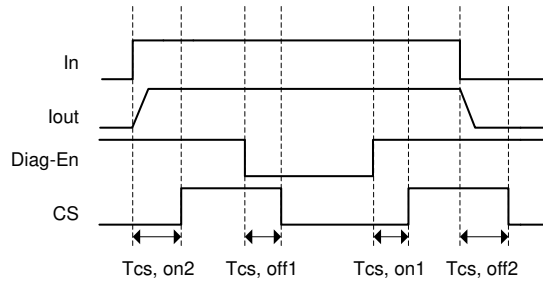 In
Iout
Diag-En
CS
Tcs, on2 Tcs, off1 Tcs, on1 Tcs, off2